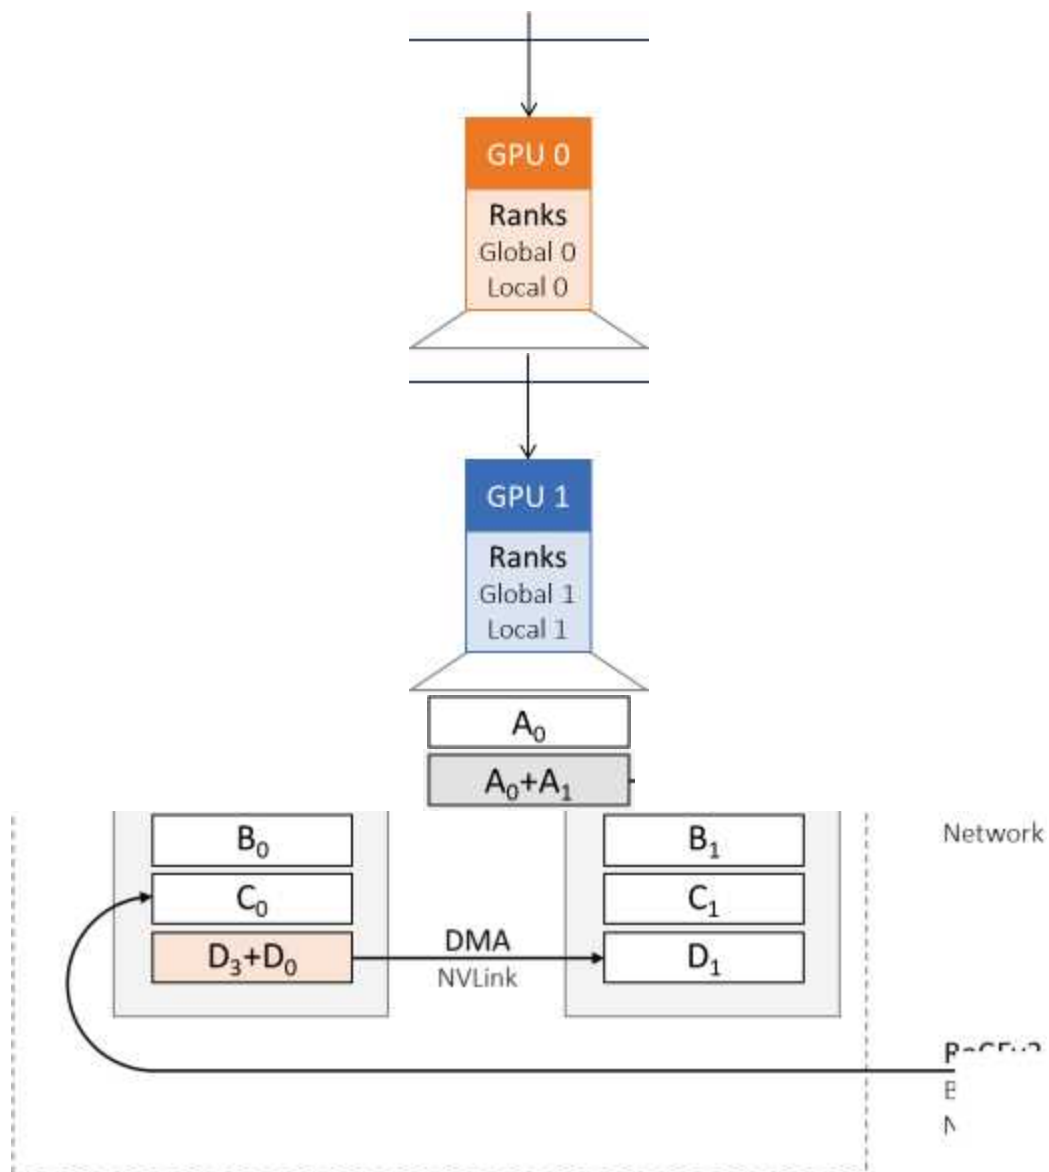 GPU 0
Ranks
Global 0
Local 0
GPU 1
Ranks
Global 1
Local 1
A₀
A₀+A₁
B₀
B₁
Network
C₀
C₁
D₃+D₀
DMA
NVLink
D₁